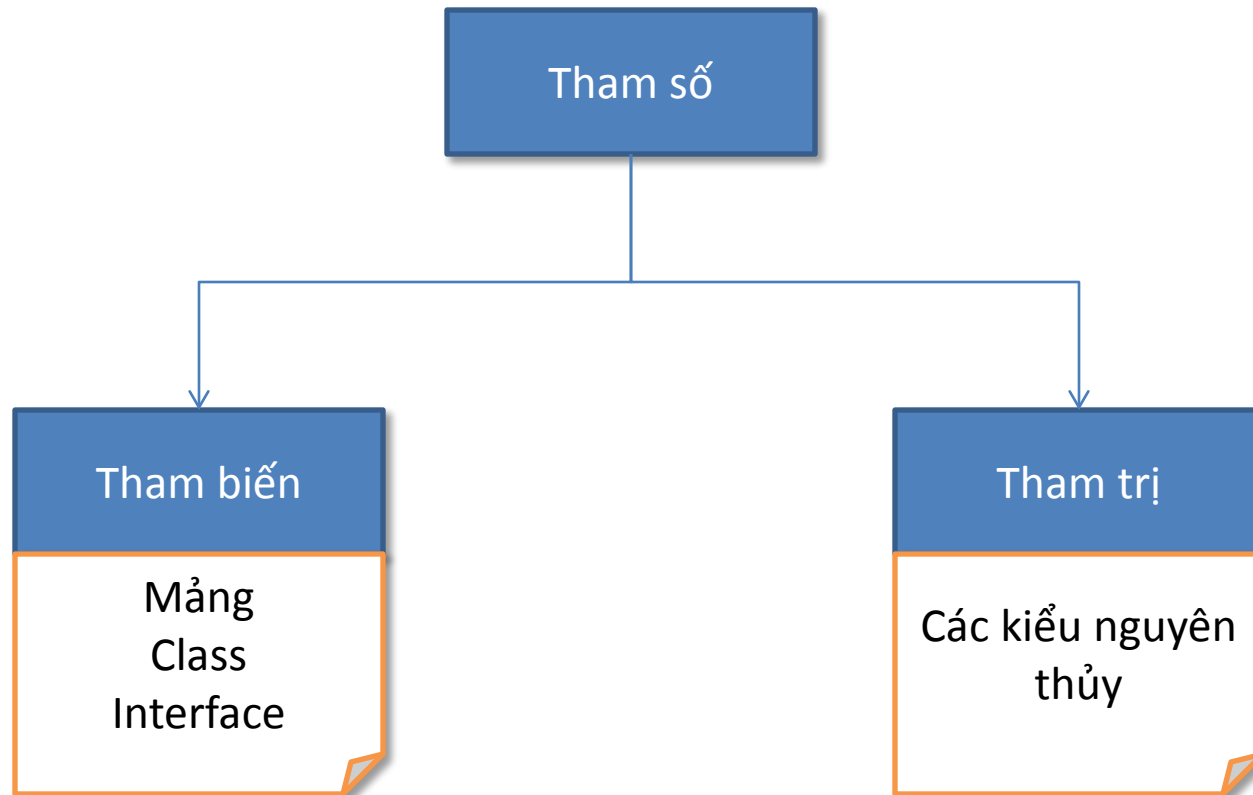 Tham số
Tham biến
Mảng
Class
Interface
Tham trị
Các kiểu nguyên
thủy